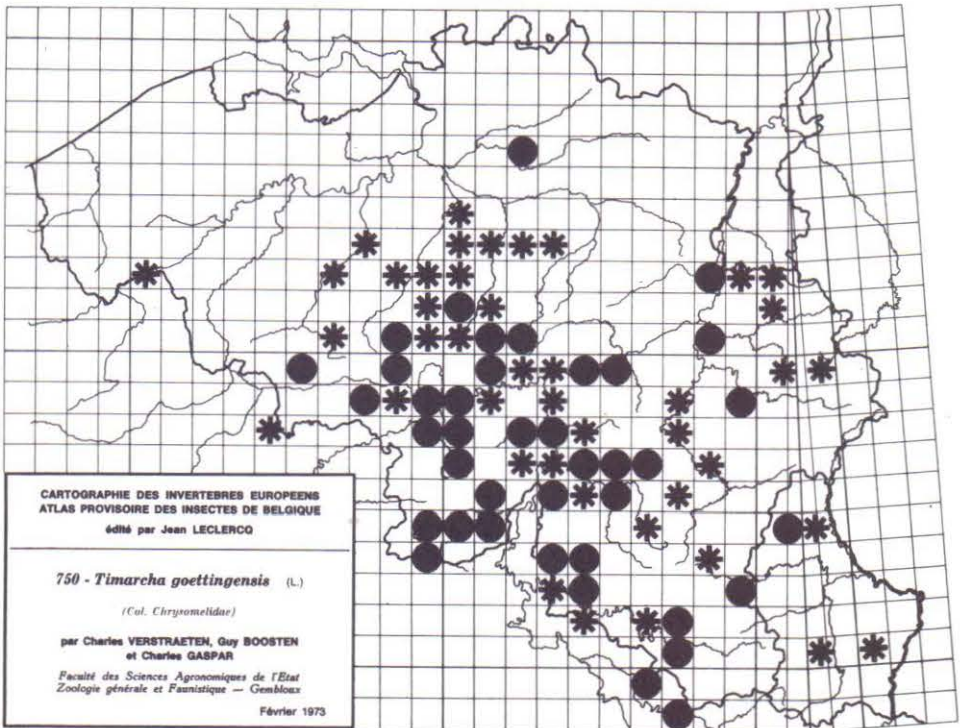 CARTOGRAPHIE DES INVERTEBRES EUROPEENS
ATLAS PROVISOIRE DES INSECTES DE BELGIQUE
édité par Jean LECLERCQ
750 - Timarcha goettingensis (L.)
(Col. Chrysomelidae)
par Charles VERSTRAETEN, Guy BOOSTEN
et Charles GASPAR
Faculté des Sciences Agronomiques de l'Etat
Zoologie générale et Faunistique — Gembloux
Février 1973